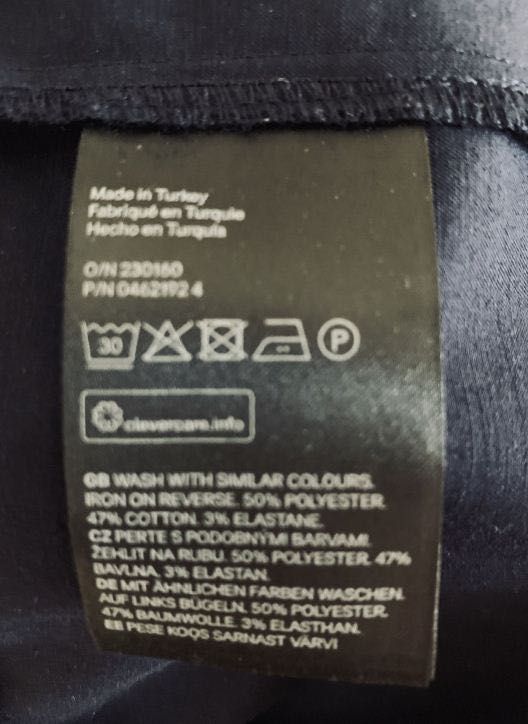 Made in Turkey
Fabriqué en Turquie
Hecho en Turquía
O/N 230160
P/N 0462192 4
30
P
clevercare.info
GB WASH WITH SIMILAR COLOURS.
IRON ON REVERSE. 50% POLYESTER.
47% COTTON. 3% ELASTANE.
CZ PERTE S PODOBNÝMI BARVAMI.
ŽEHLIT NA RUBU. 50% POLYESTER. 47%
BAVLNA. 3% ELASTAN.
DE MIT ÄHNLICHEN FARBEN WASCHEN.
AUF LINKS BÜGELN. 50% POLYESTER.
47% BAUMWOLLE. 3% ELASTHAN.
EE PESE KOOS SARNAST VÄRVI